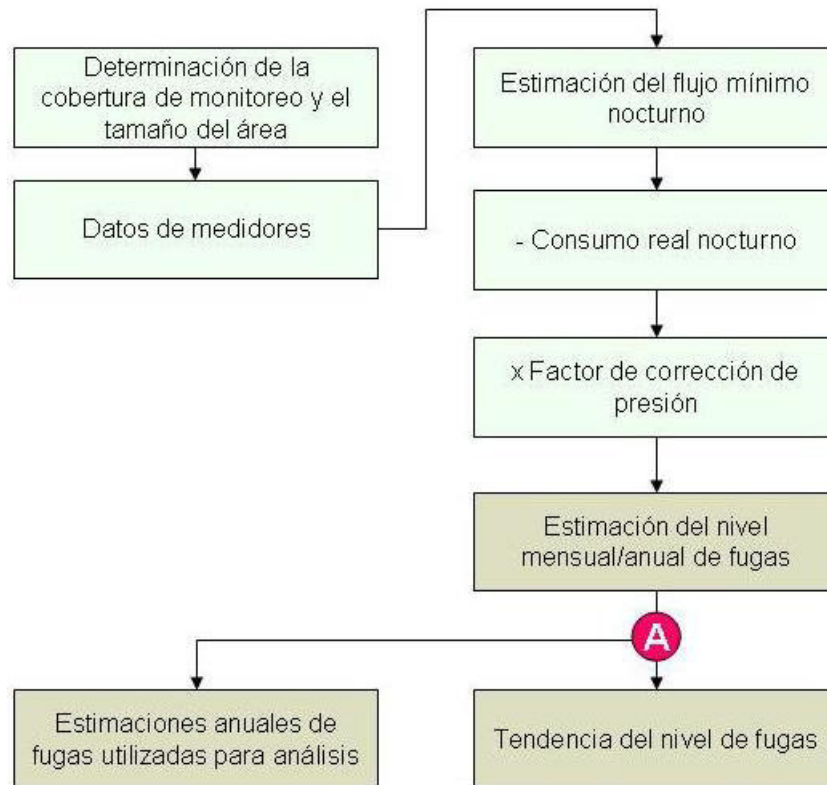 Determinación de la
cobertura de monitoreo y el
tamaño del área
Datos de medidores
Estimación del flujo mínimo
nocturno
- Consumo real nocturno
x Factor de corrección de
presión
Estimación del nivel
mensual/anual de fugas
A
Estimaciones anuales de
fugas utilizadas para análisis
Tendencia del nivel de fugas